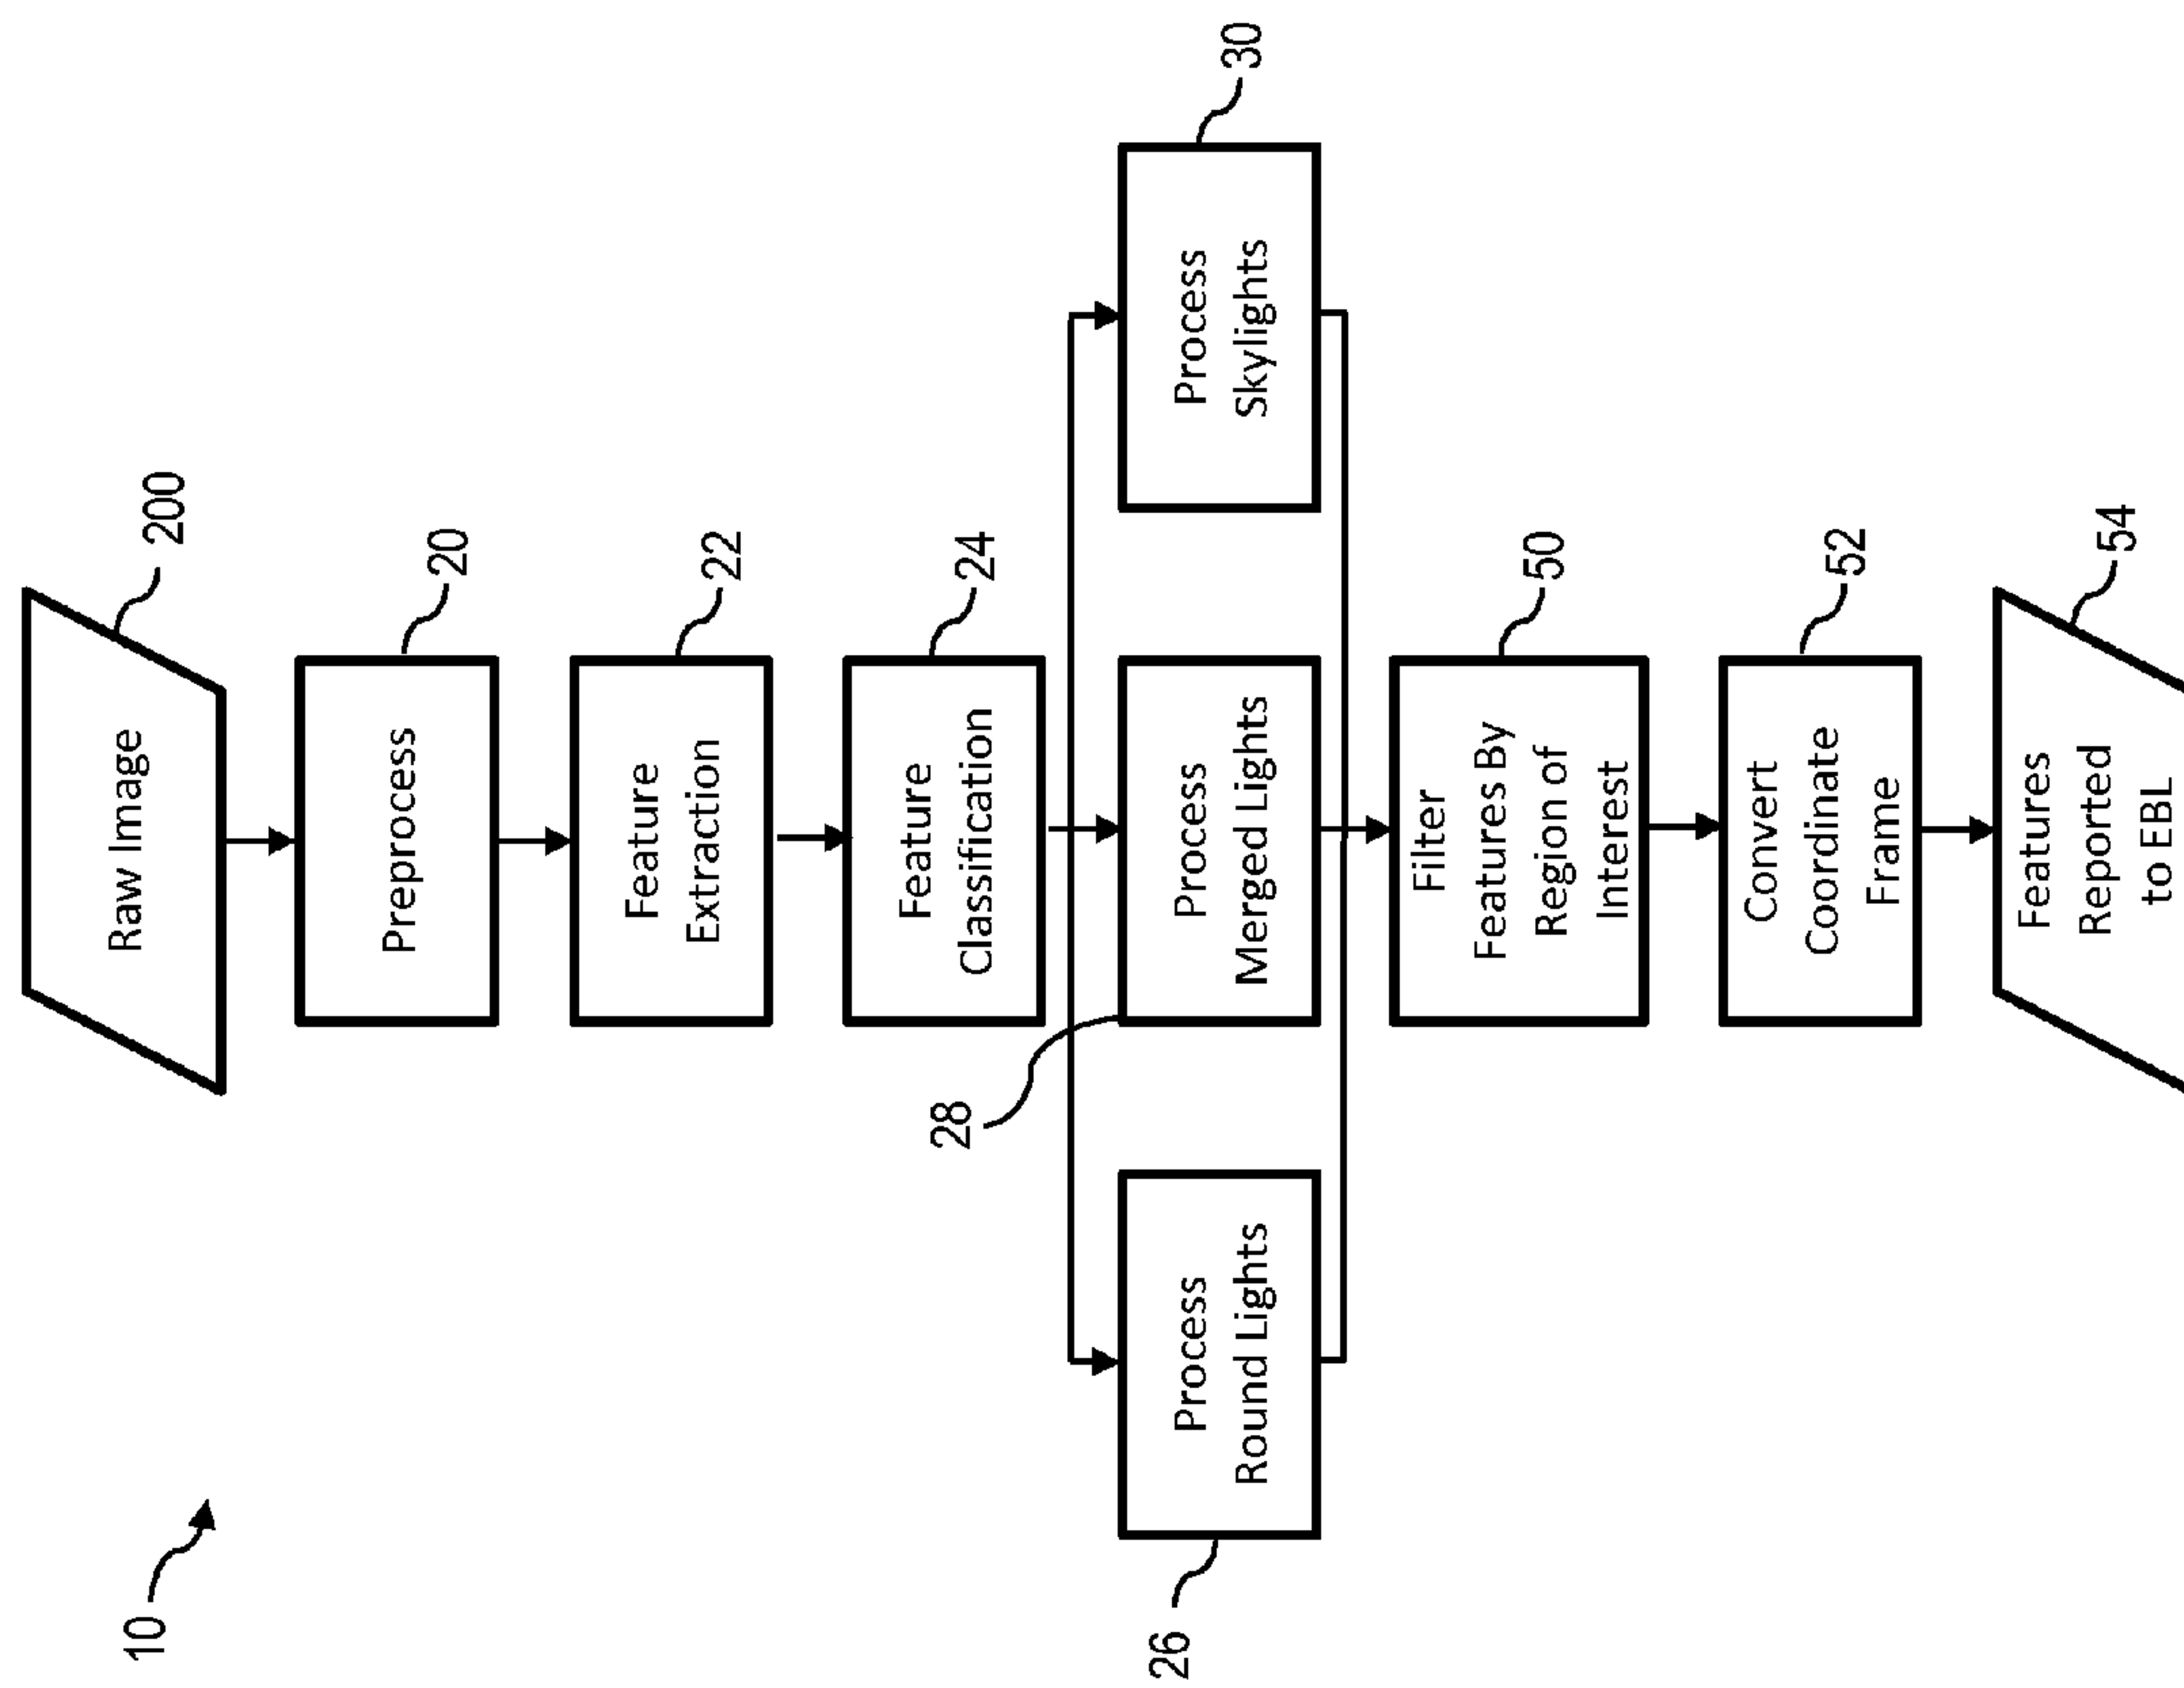 10
Raw Image
200
Preprocess
20
Feature
Extraction
22
Feature
Classification
24
26
Process
Round Lights
28
Process
Merged Lights
Process
Skylights
30
Filter
Features By
Region of
Interest
50
Convert
Coordinate
Frame
52
Features
Reported
to EBL
54